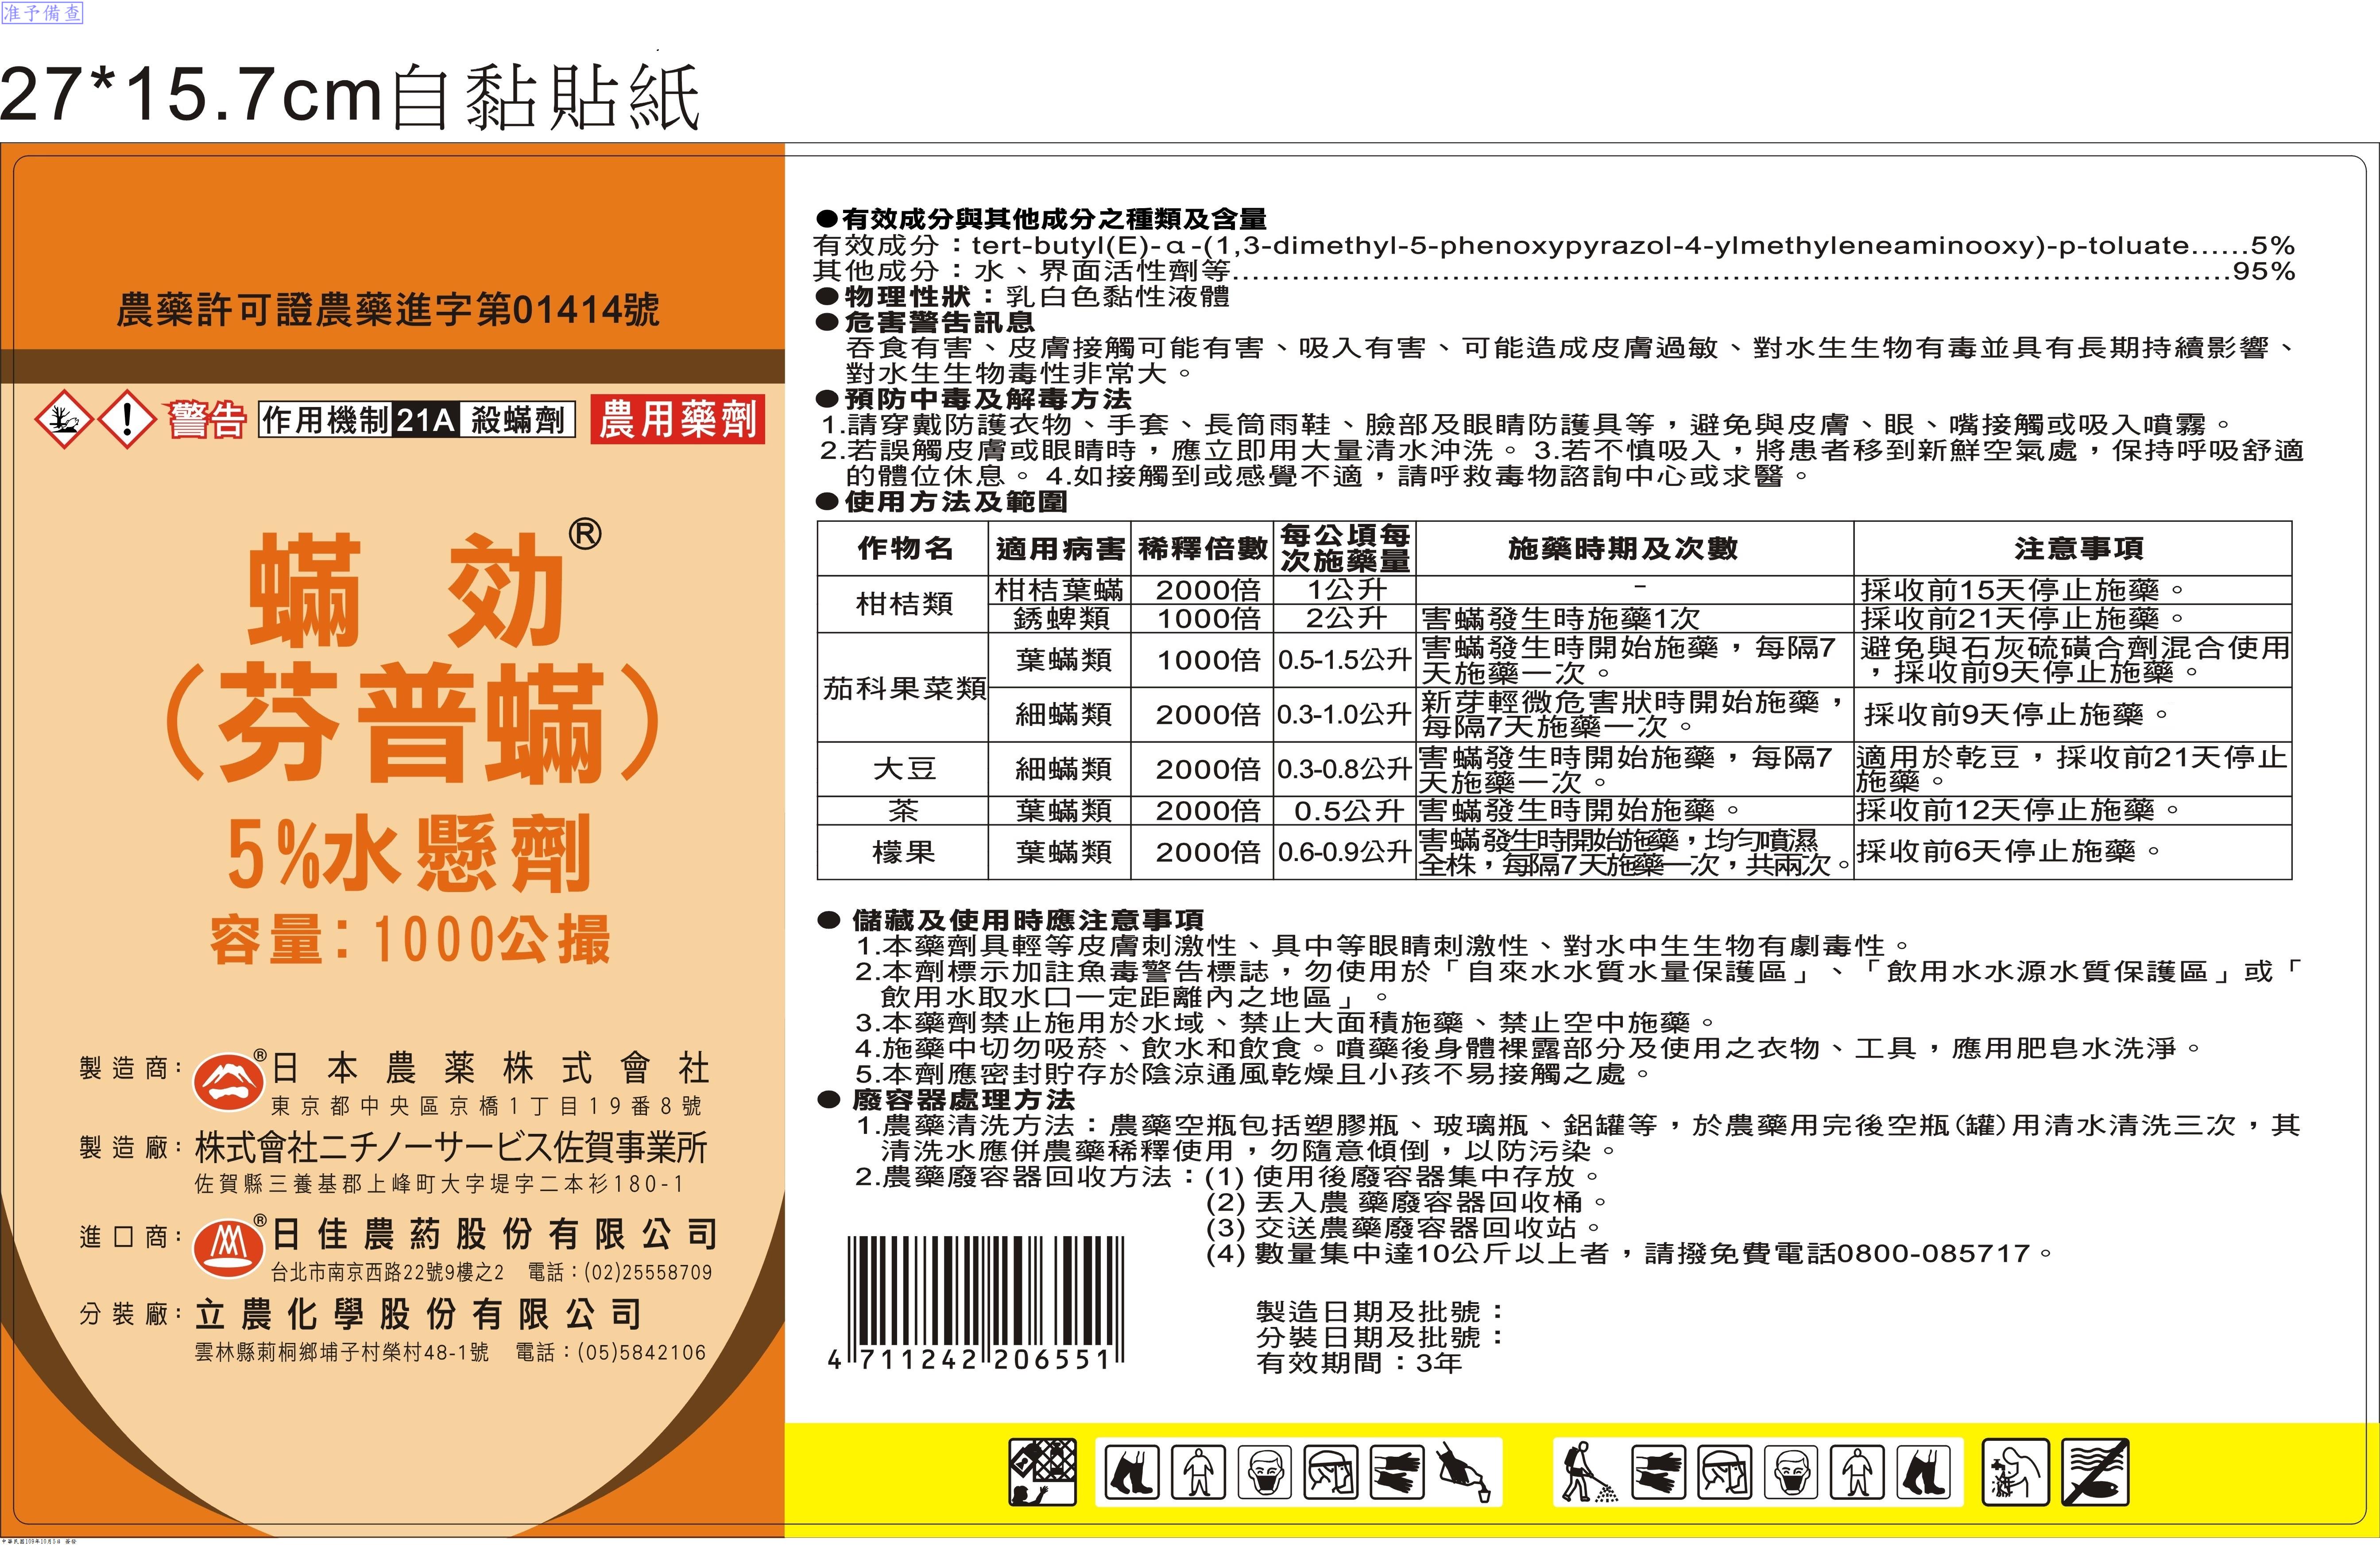 准予備查
27*15.7cm自黏貼紙
農藥許可證農藥進字第01414號
警告 作用機制 21A 殺蟎劑 農用藥劑
蟎効®
（芬普蟎）
5%水懸劑
容量：1000公撮
製造商：®日本農薬株式會社
東京都中央區京橋1丁目19番8號
製造廠：株式會社ニチノーサービス佐賀事業所
佐賀縣三養基郡上峰町大字堤字二本衫180-1
進口商：®日佳農葯股份有限公司
台北市南京西路22號9樓之2 電話：(02)25558709
分裝廠：立農化學股份有限公司
雲林縣莿桐鄉埔子村榮村48-1號 電話：(05)5842106
●有效成分與其他成分之種類及含量
有效成分：tert-butyl(E)-α-(1,3-dimethyl-5-phenoxypyrazol-4-ylmethyleneaminooxy)-p-toluate......5%
其他成分：水、界面活性劑等....................................................................................................95%
●物理性狀：乳白色黏性液體
●危害警告訊息
吞食有害、皮膚接觸可能有害、吸入有害、可能造成皮膚過敏、對水生生物有毒並具有長期持續影響、
對水生生物毒性非常大。
●預防中毒及解毒方法
1.請穿戴防護衣物、手套、長筒雨鞋、臉部及眼睛防護具等，避免與皮膚、眼、嘴接觸或吸入噴霧。
2.若誤觸皮膚或眼睛時，應立即用大量清水沖洗。3.若不慎吸入，將患者移到新鮮空氣處，保持呼吸舒適
的體位休息。4.如接觸到或感覺不適，請呼救毒物諮詢中心或求醫。
●使用方法及範圍
作物名 適用病害 稀釋倍數 每公頃每次施藥量 施藥時期及次數 注意事項
柑桔類 柑桔葉蟎 2000倍 1公升 - 採收前15天停止施藥。
銹蜱類 1000倍 2公升 害蟎發生時施藥1次 採收前21天停止施藥。
茄科果菜類 葉蟎類 1000倍 0.5-1.5公升 害蟎發生時開始施藥，每隔7天施藥一次。 避免與石灰硫磺合劑混合使用，採收前9天停止施藥。
細蟎類 2000倍 0.3-1.0公升 新芽輕微危害狀時開始施藥，每隔7天施藥一次。 採收前9天停止施藥。
大豆 細蟎類 2000倍 0.3-0.8公升 害蟎發生時開始施藥，每隔7天施藥一次。 適用於乾豆，採收前21天停止施藥。
茶 葉蟎類 2000倍 0.5公升 害蟎發生時開始施藥。 採收前12天停止施藥。
檬果 葉蟎類 2000倍 0.6-0.9公升 害蟎發生時開始施藥，均勻噴濕全株，每隔7天施藥一次，共兩次。 採收前6天停止施藥。
●儲藏及使用時應注意事項
1.本藥劑具輕等皮膚刺激性、具中等眼睛刺激性、對水中生生物有劇毒性。
2.本劑標示加註魚毒警告標誌，勿使用於「自來水水質水量保護區」、「飲用水水源水質保護區」或「
飲用水取水口一定距離內之地區」。
3.本藥劑禁止施用於水域、禁止大面積施藥、禁止空中施藥。
4.施藥中切勿吸菸、飲水和飲食。噴藥後身體裸露部分及使用之衣物、工具，應用肥皂水洗淨。
5.本劑應密封貯存於陰涼通風乾燥且小孩不易接觸之處。
●廢容器處理方法
1.農藥清洗方法：農藥空瓶包括塑膠瓶、玻璃瓶、鋁罐等，於農藥用完後空瓶(罐)用清水清洗三次，其
清洗水應併農藥稀釋使用，勿隨意傾倒，以防污染。
2.農藥廢容器回收方法：(1) 使用後廢容器集中存放。
(2) 丟入農 藥廢容器回收桶。
(3) 交送農藥廢容器回收站。
(4) 數量集中達10公斤以上者，請撥免費電話0800-085717。
4 711242 206551
製造日期及批號：
分裝日期及批號：
有效期間：3年
洗
中華民國109年10月5日 簽發